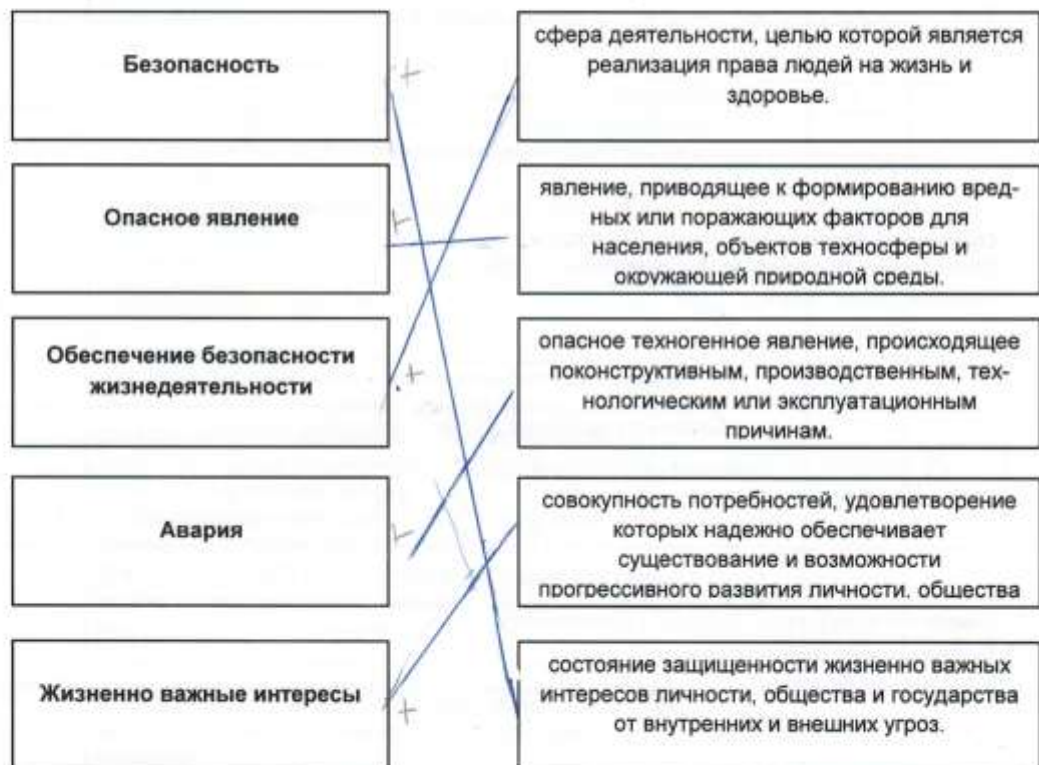 Безопасность
сфера деятельности, целью которой является
реализация права людей на жизнь и
здоровье.
Опасное явление
явление, приводящее к формированию вред-
ных или поражающих факторов для
населения, объектов техносферы и
окружающей природной среды.
Обеспечение безопасности
жизнедеятельности
опасное техногенное явление, происходящее
поконструктивным, производственным, тех-
нологическим или эксплуатационным
причинам.
Авария
совокупность потребностей, удовлетворение
которых надежно обеспечивает
существование и возможности
прогрессивного развития личности, общества
Жизненно важные интересы
состояние защищенности жизненно важных
интересов личности, общества и государства
от внутренних и внешних угроз.